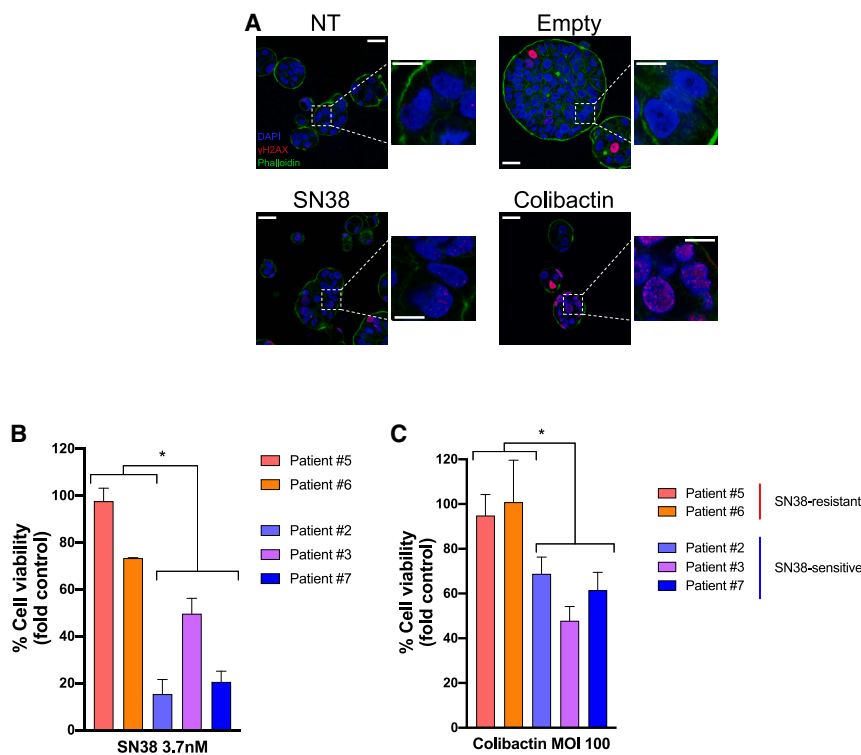 A
NT
Empty
DAPI
γH2AX
Phalloidin
SN38
Colibactin
B
% Cell viability
(fold control)
120
100
80
60
40
20
0
*
SN38 3.7nM
Patient #5
Patient #6
Patient #2
Patient #3
Patient #7
C
% Cell viability
(fold control)
120
100
80
60
40
20
0
*
Colibactin MOI 100
Patient #5
Patient #6
SN38-resistant
Patient #2
Patient #3
Patient #7
SN38-sensitive